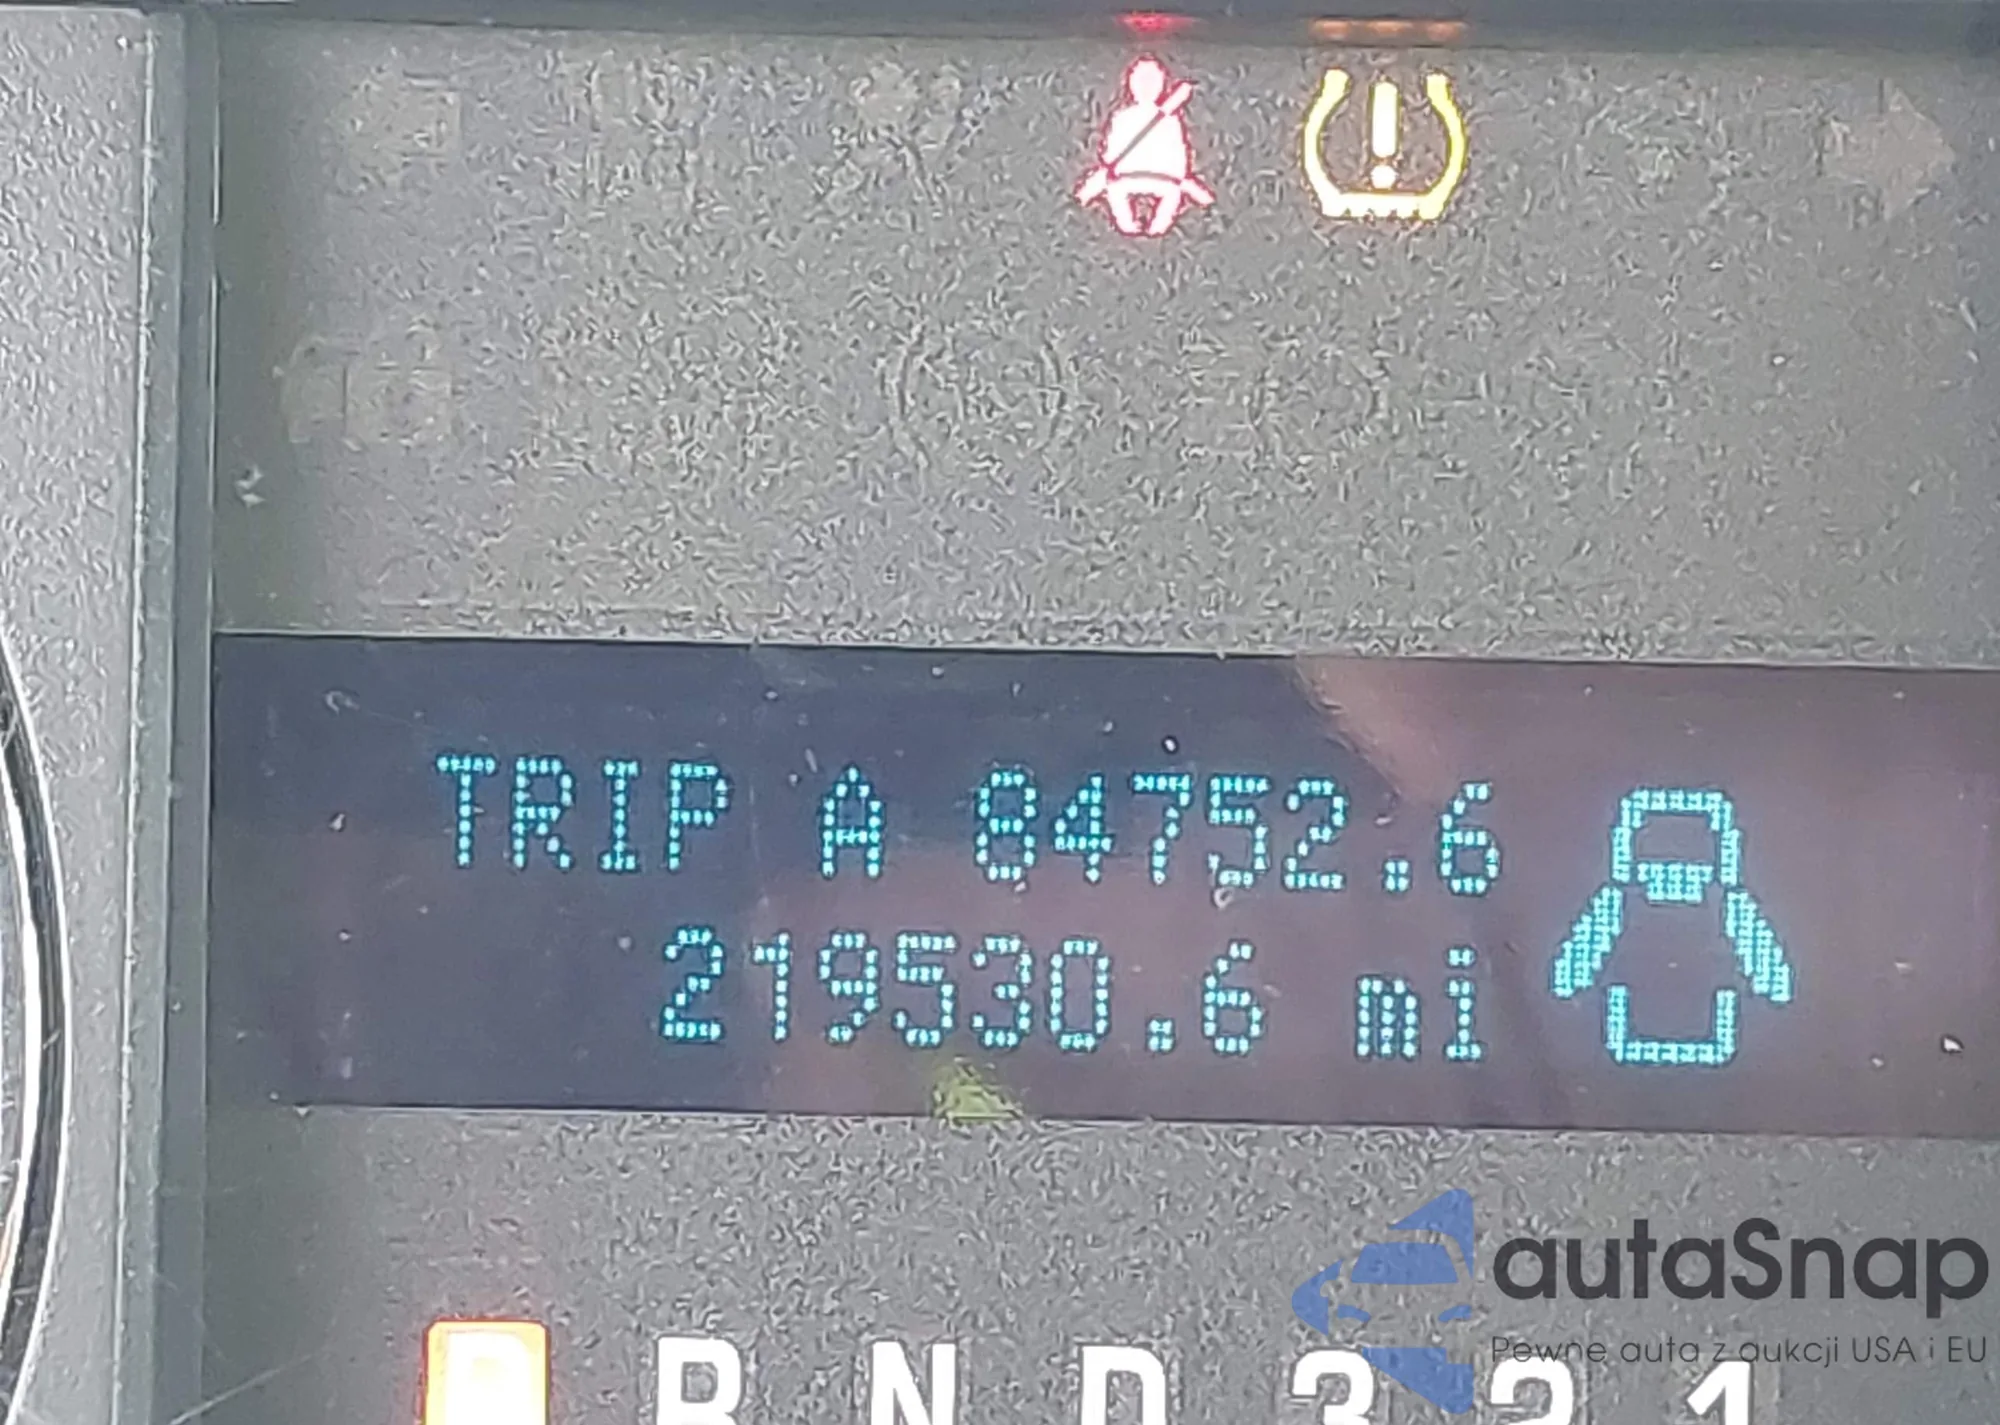 TRIP A 84752.6
219530.6 mi
autaSnap
Pewne auta z aukcji USA i EU
P R N D 3 2 1